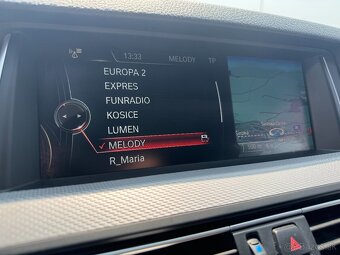 13:33 MELODY TP
EUROPA 2
EXPRES
FUNRADIO
KOSICE
LUMEN
MELODY
R_Maria